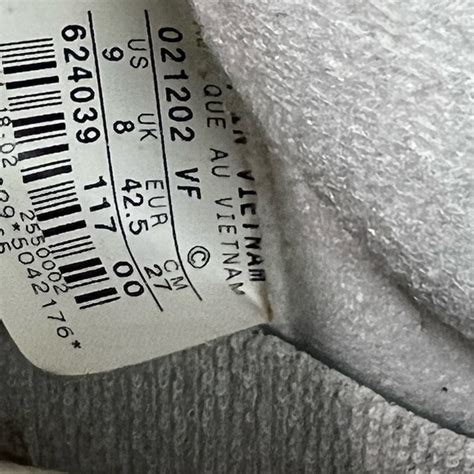 VIETNAM
QUE AU VIETNAM
021202 VF ©
US UK EUR CM
9 8 42.5 27
624039 117 00
2550002
5042176*